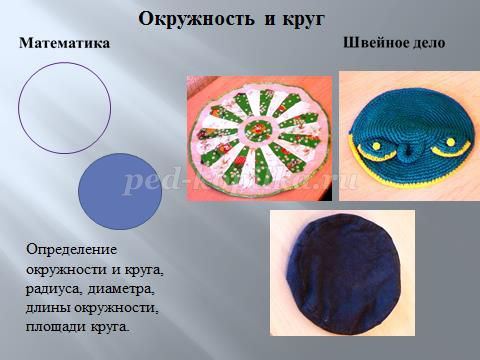 Окружность и круг
Математика
Швейное дело
Определение
окружности и круга,
радиуса, диаметра,
длины окружности,
площади круга.